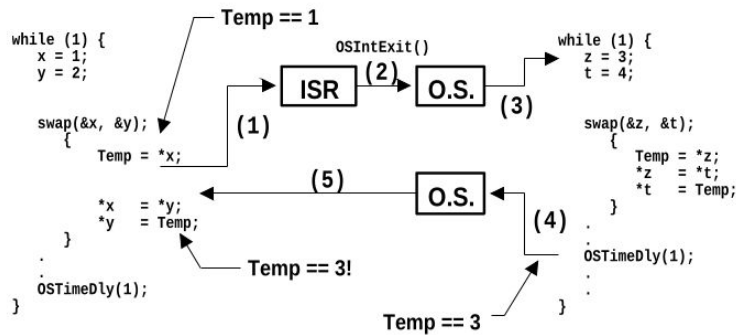 Temp == 1
while (1) {
x = 1;
y = 2;
swap(&x, &y);
{
Temp = *x;
*x = *y;
*y = Temp;
}
.
.
OSTimeDly(1);
}
(1)
ISR
OSIntExit()
(2)
O.S.
(3)
while (1) {
z = 3;
t = 4;
swap(&z, &t);
{
Temp = *z;
*z = *t;
*t = Temp;
}
.
.
OSTimeDly(1);
.
.
}
(4)
O.S.
(5)
Temp == 3!
Temp == 3